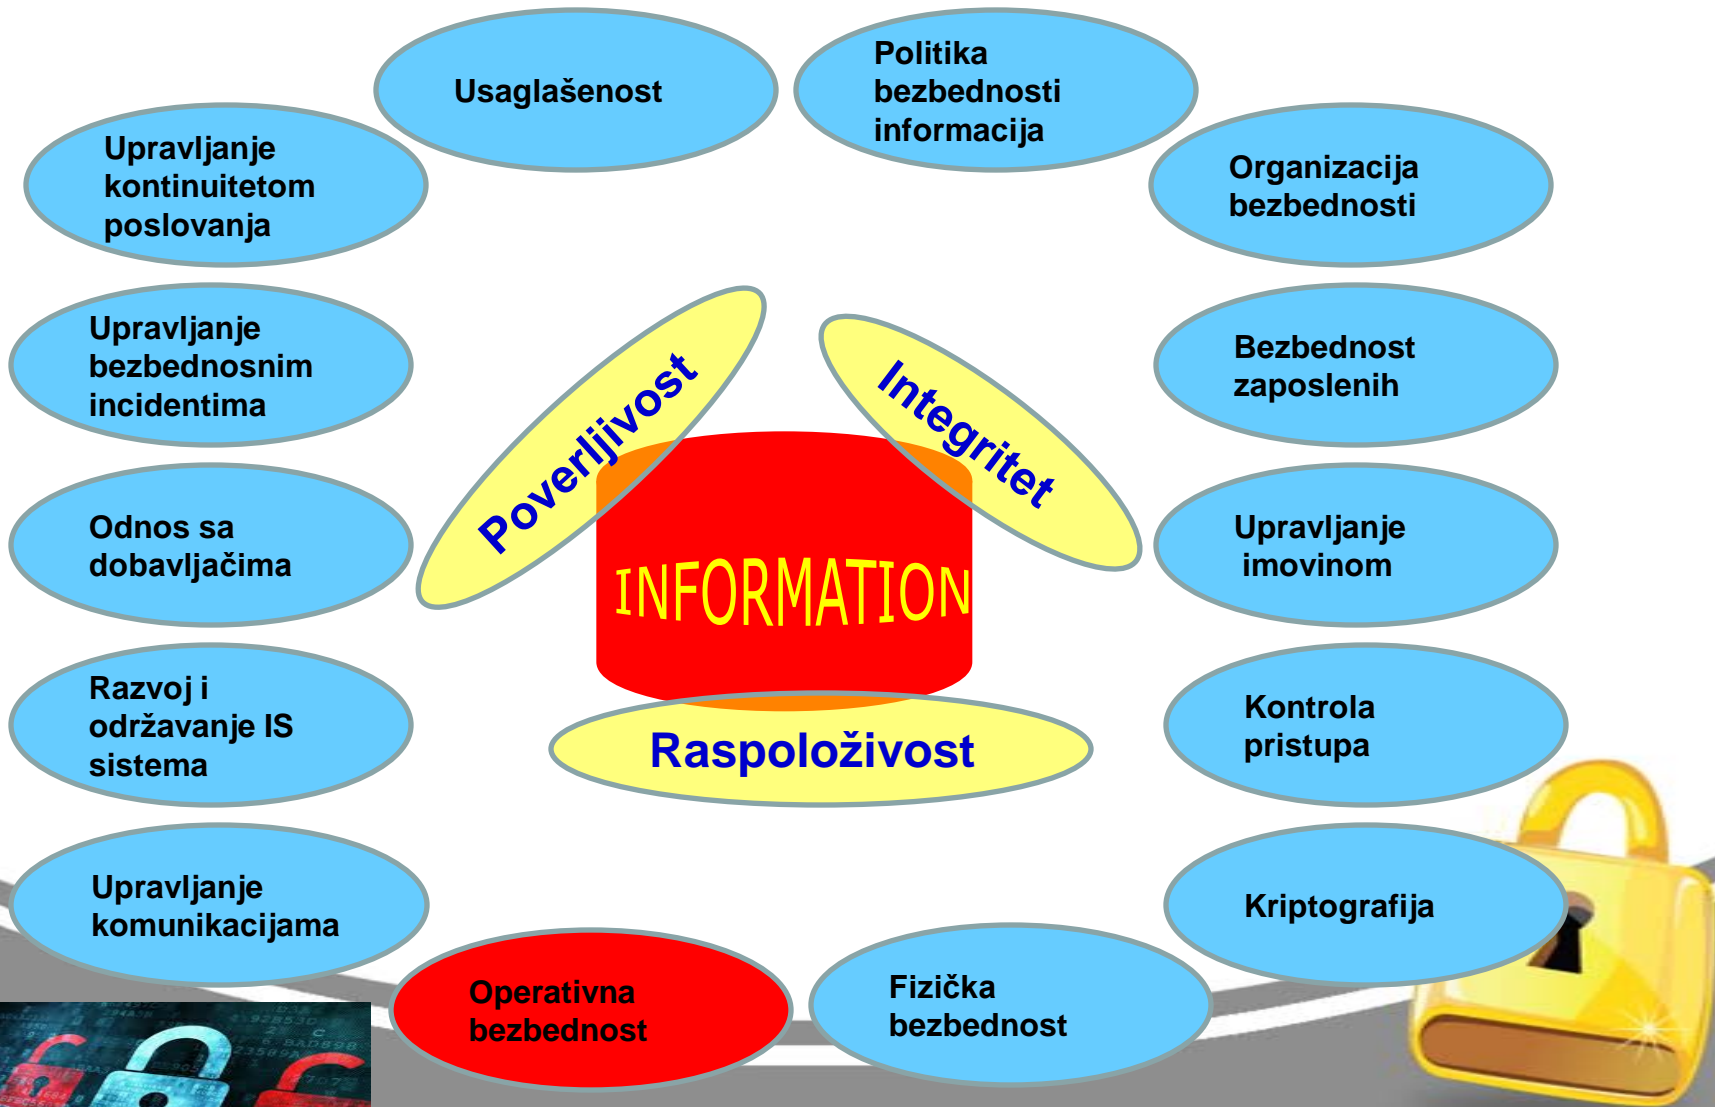 Usaglašenost
Politika
bezbednosti
informacija
Upravljanje
kontinuitetom
poslovanja
Organizacija
bezbednosti
Upravljanje
bezbednosnim
incidentima
Bezbednost
zaposlenih
Poverljivost
Integritet
Odnos sa
dobavljačima
Upravljanje
imovinom
INFORMATION
Razvoj i
održavanje IS
sistema
Kontrola
pristupa
Raspoloživost
Upravljanje
komunikacijama
Kriptografija
Operativna
bezbednost
Fizička
bezbednost